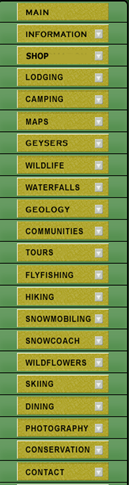 MAIN
INFORMATION
SHOP
LODGING
CAMPING
MAPS
GEYSERS
WILDLIFE
WATERFALLS
GEOLOGY
COMMUNITIES
TOURS
FLYFISHING
HIKING
SNOWMOBILING
SNOWCOACH
WILDFLOWERS
SKIING
DINING
PHOTOGRAPHY
CONSERVATION
CONTACT